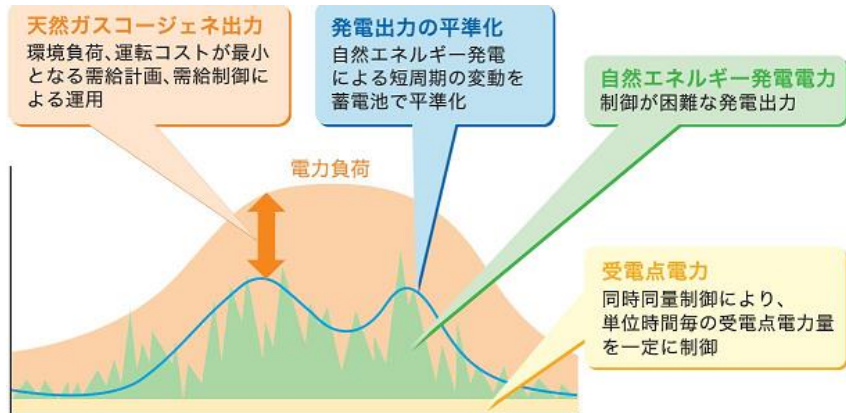 天然ガスコージェネ出力
環境負荷、運転コストが最小
となる需給計画、需給制御に
よる運用
発電出力の平準化
自然エネルギー発電
による短周期の変動を
蓄電池で平準化
自然エネルギー発電電力
制御が困難な発電出力
電力負荷
受電点電力
同時同量制御により、
単位時間毎の受電点電力量
を一定に制御